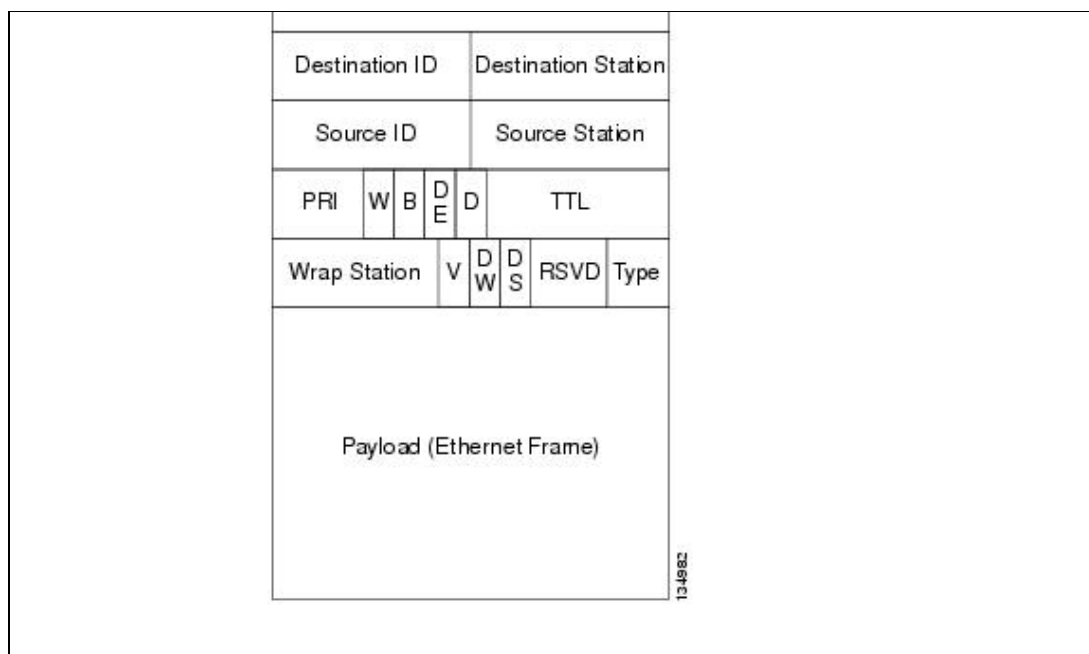 Destination ID Destination Station
Source ID Source Station
PRI W B DE D TTL
Wrap Station V DW DS RSVD Type
Payload (Ethernet Frame)
134982